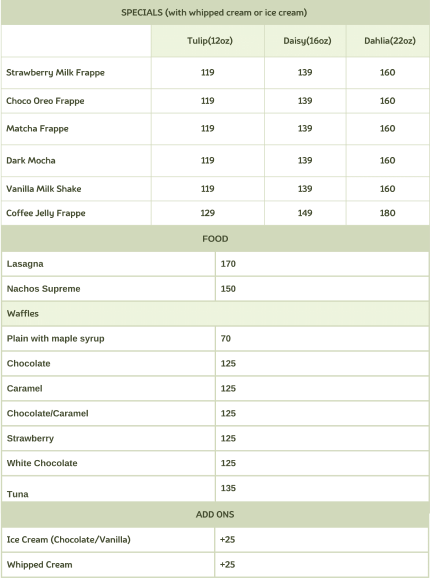 SPECIALS (with whipped cream or ice cream)
Tulip(12oz) Daisy(16oz) Dahlia(22oz)
Strawberry Milk Frappe 119 139 160
Choco Oreo Frappe 119 139 160
Matcha Frappe 119 139 160
Dark Mocha 119 139 160
Vanilla Milk Shake 119 139 160
Coffee Jelly Frappe 129 149 180
FOOD
Lasagna 170
Nachos Supreme 150
Waffles
Plain with maple syrup 70
Chocolate 125
Caramel 125
Chocolate/Caramel 125
Strawberry 125
White Chocolate 125
Tuna 135
ADD ONS
Ice Cream (Chocolate/Vanilla) +25
Whipped Cream +25